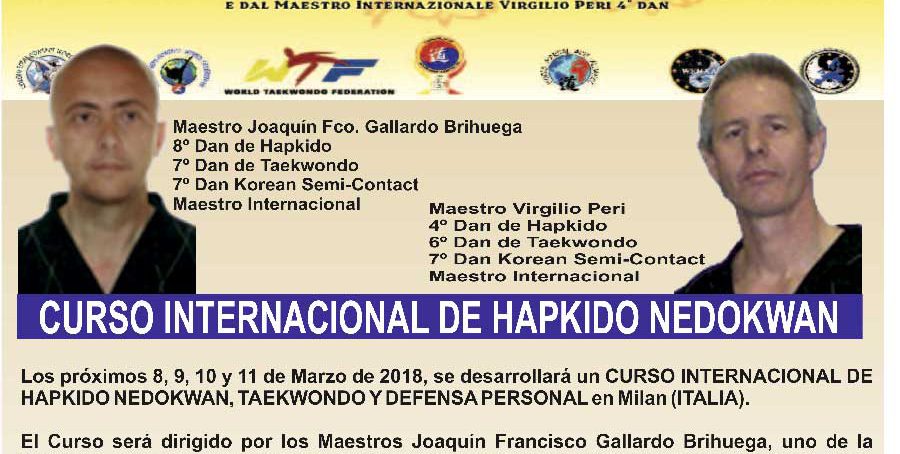 E DAL MAESTRO INTERNAZIONALE VIRGILIO PERI 4° DAN
WTF
WORLD TAEKWONDO FEDERATION
Maestro Joaquín Fco. Gallardo Brihuega
8º Dan de Hapkido
7º Dan de Taekwondo
7º Dan Korean Semi-Contact
Maestro Internacional
Maestro Virgilio Peri
4º Dan de Hapkido
6º Dan de Taekwondo
7º Dan Korean Semi-Contact
Maestro Internacional
CURSO INTERNACIONAL DE HAPKIDO NEDOKWAN
Los próximos 8, 9, 10 y 11 de Marzo de 2018, se desarrollará un CURSO INTERNACIONAL DE
HAPKIDO NEDOKWAN, TAEKWONDO Y DEFENSA PERSONAL en Milan (ITALIA).
El Curso será dirigido por los Maestros Joaquín Francisco Gallardo Brihuega, uno de la